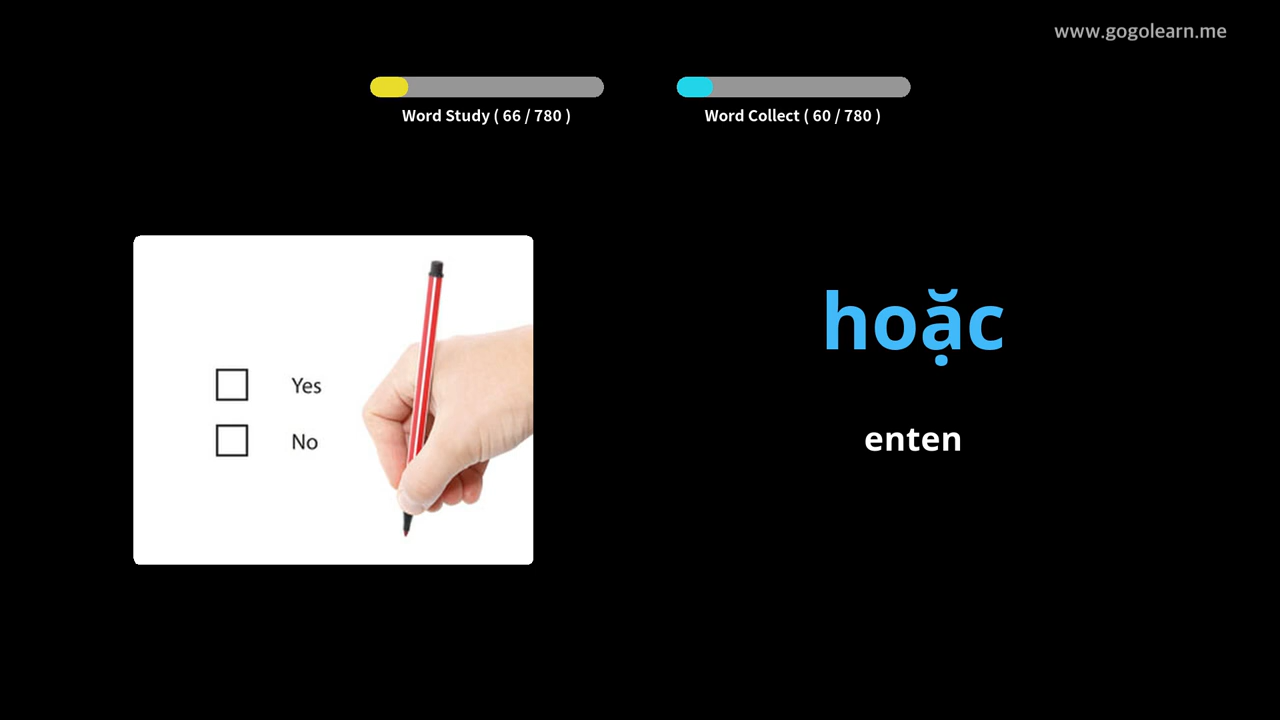 www.gogolearn.me
Word Study ( 66 / 780 )
Word Collect ( 60 / 780 )
Yes
No
hoặc
enten